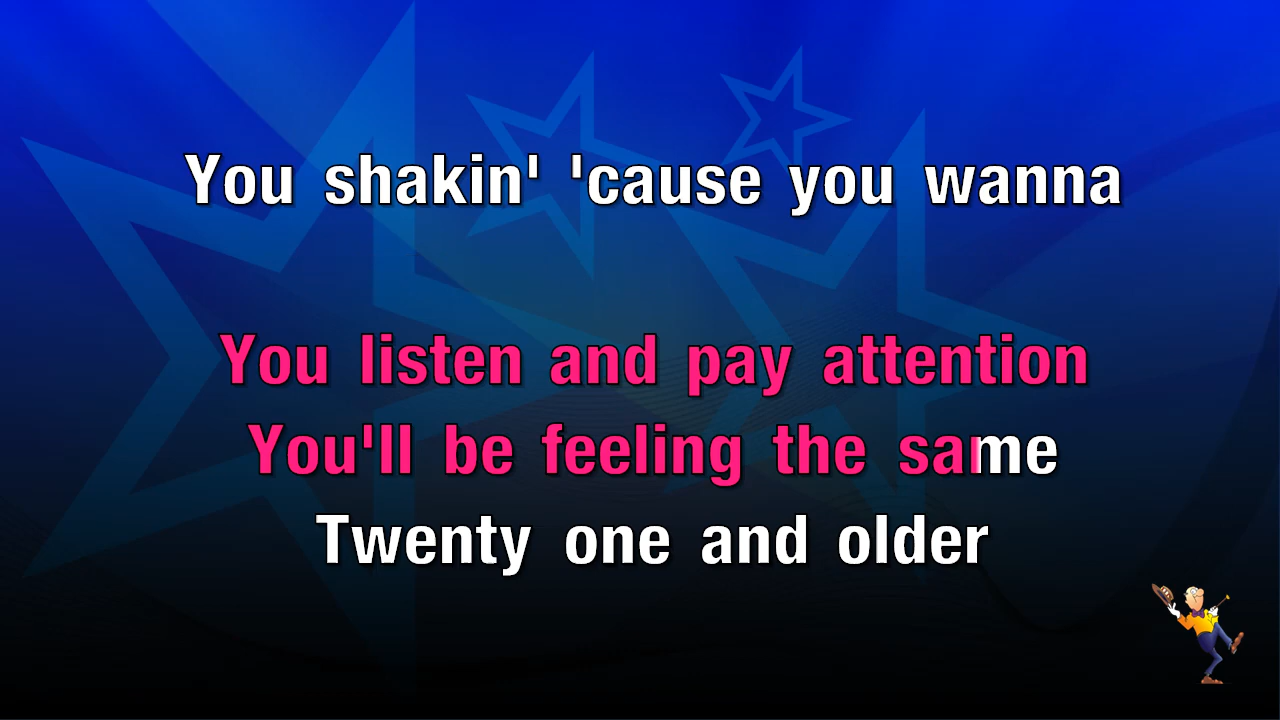 You shakin' 'cause you wanna
You listen and pay attention
You'll be feeling the same
Twenty one and older